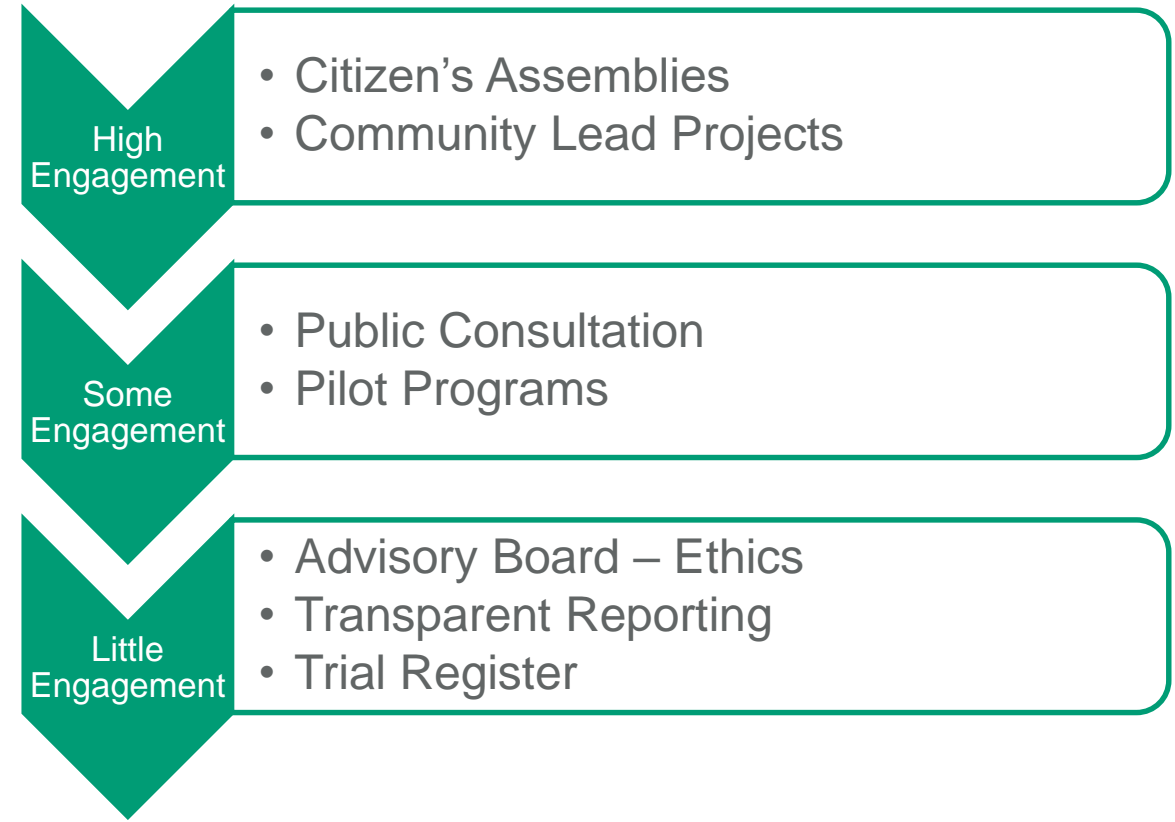 High
Engagement
• Citizen's Assemblies
• Community Lead Projects
Some
Engagement
• Public Consultation
• Pilot Programs
Little
Engagement
• Advisory Board – Ethics
• Transparent Reporting
• Trial Register